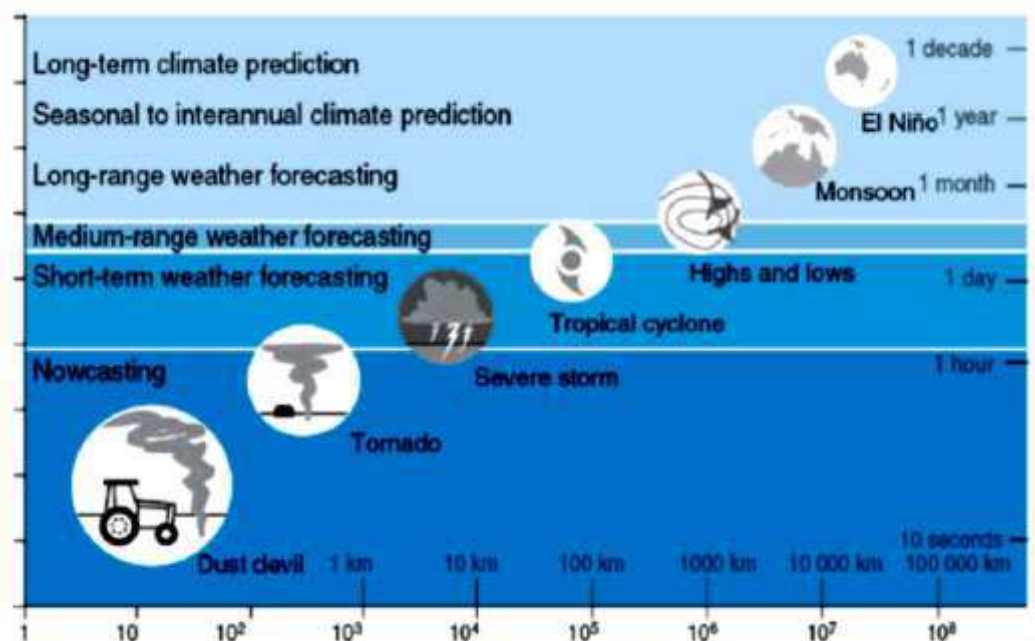 Long-term climate prediction
1 decade
Seasonal to interannual climate prediction
El Niño
1 year
Long-range weather forecasting
Monsoon
1 month
Medium-range weather forecasting
Highs and lows
Short-term weather forecasting
1 day
Tropical cyclone
Nowcasting
1 hour
Severe storm
Tornado
10 seconds
Dust devil
1 km 10 km 100 km 1000 km 10 000 km 100 000 km
1 10 10² 10³ 10⁴ 10⁵ 10⁶ 10⁷ 10⁸